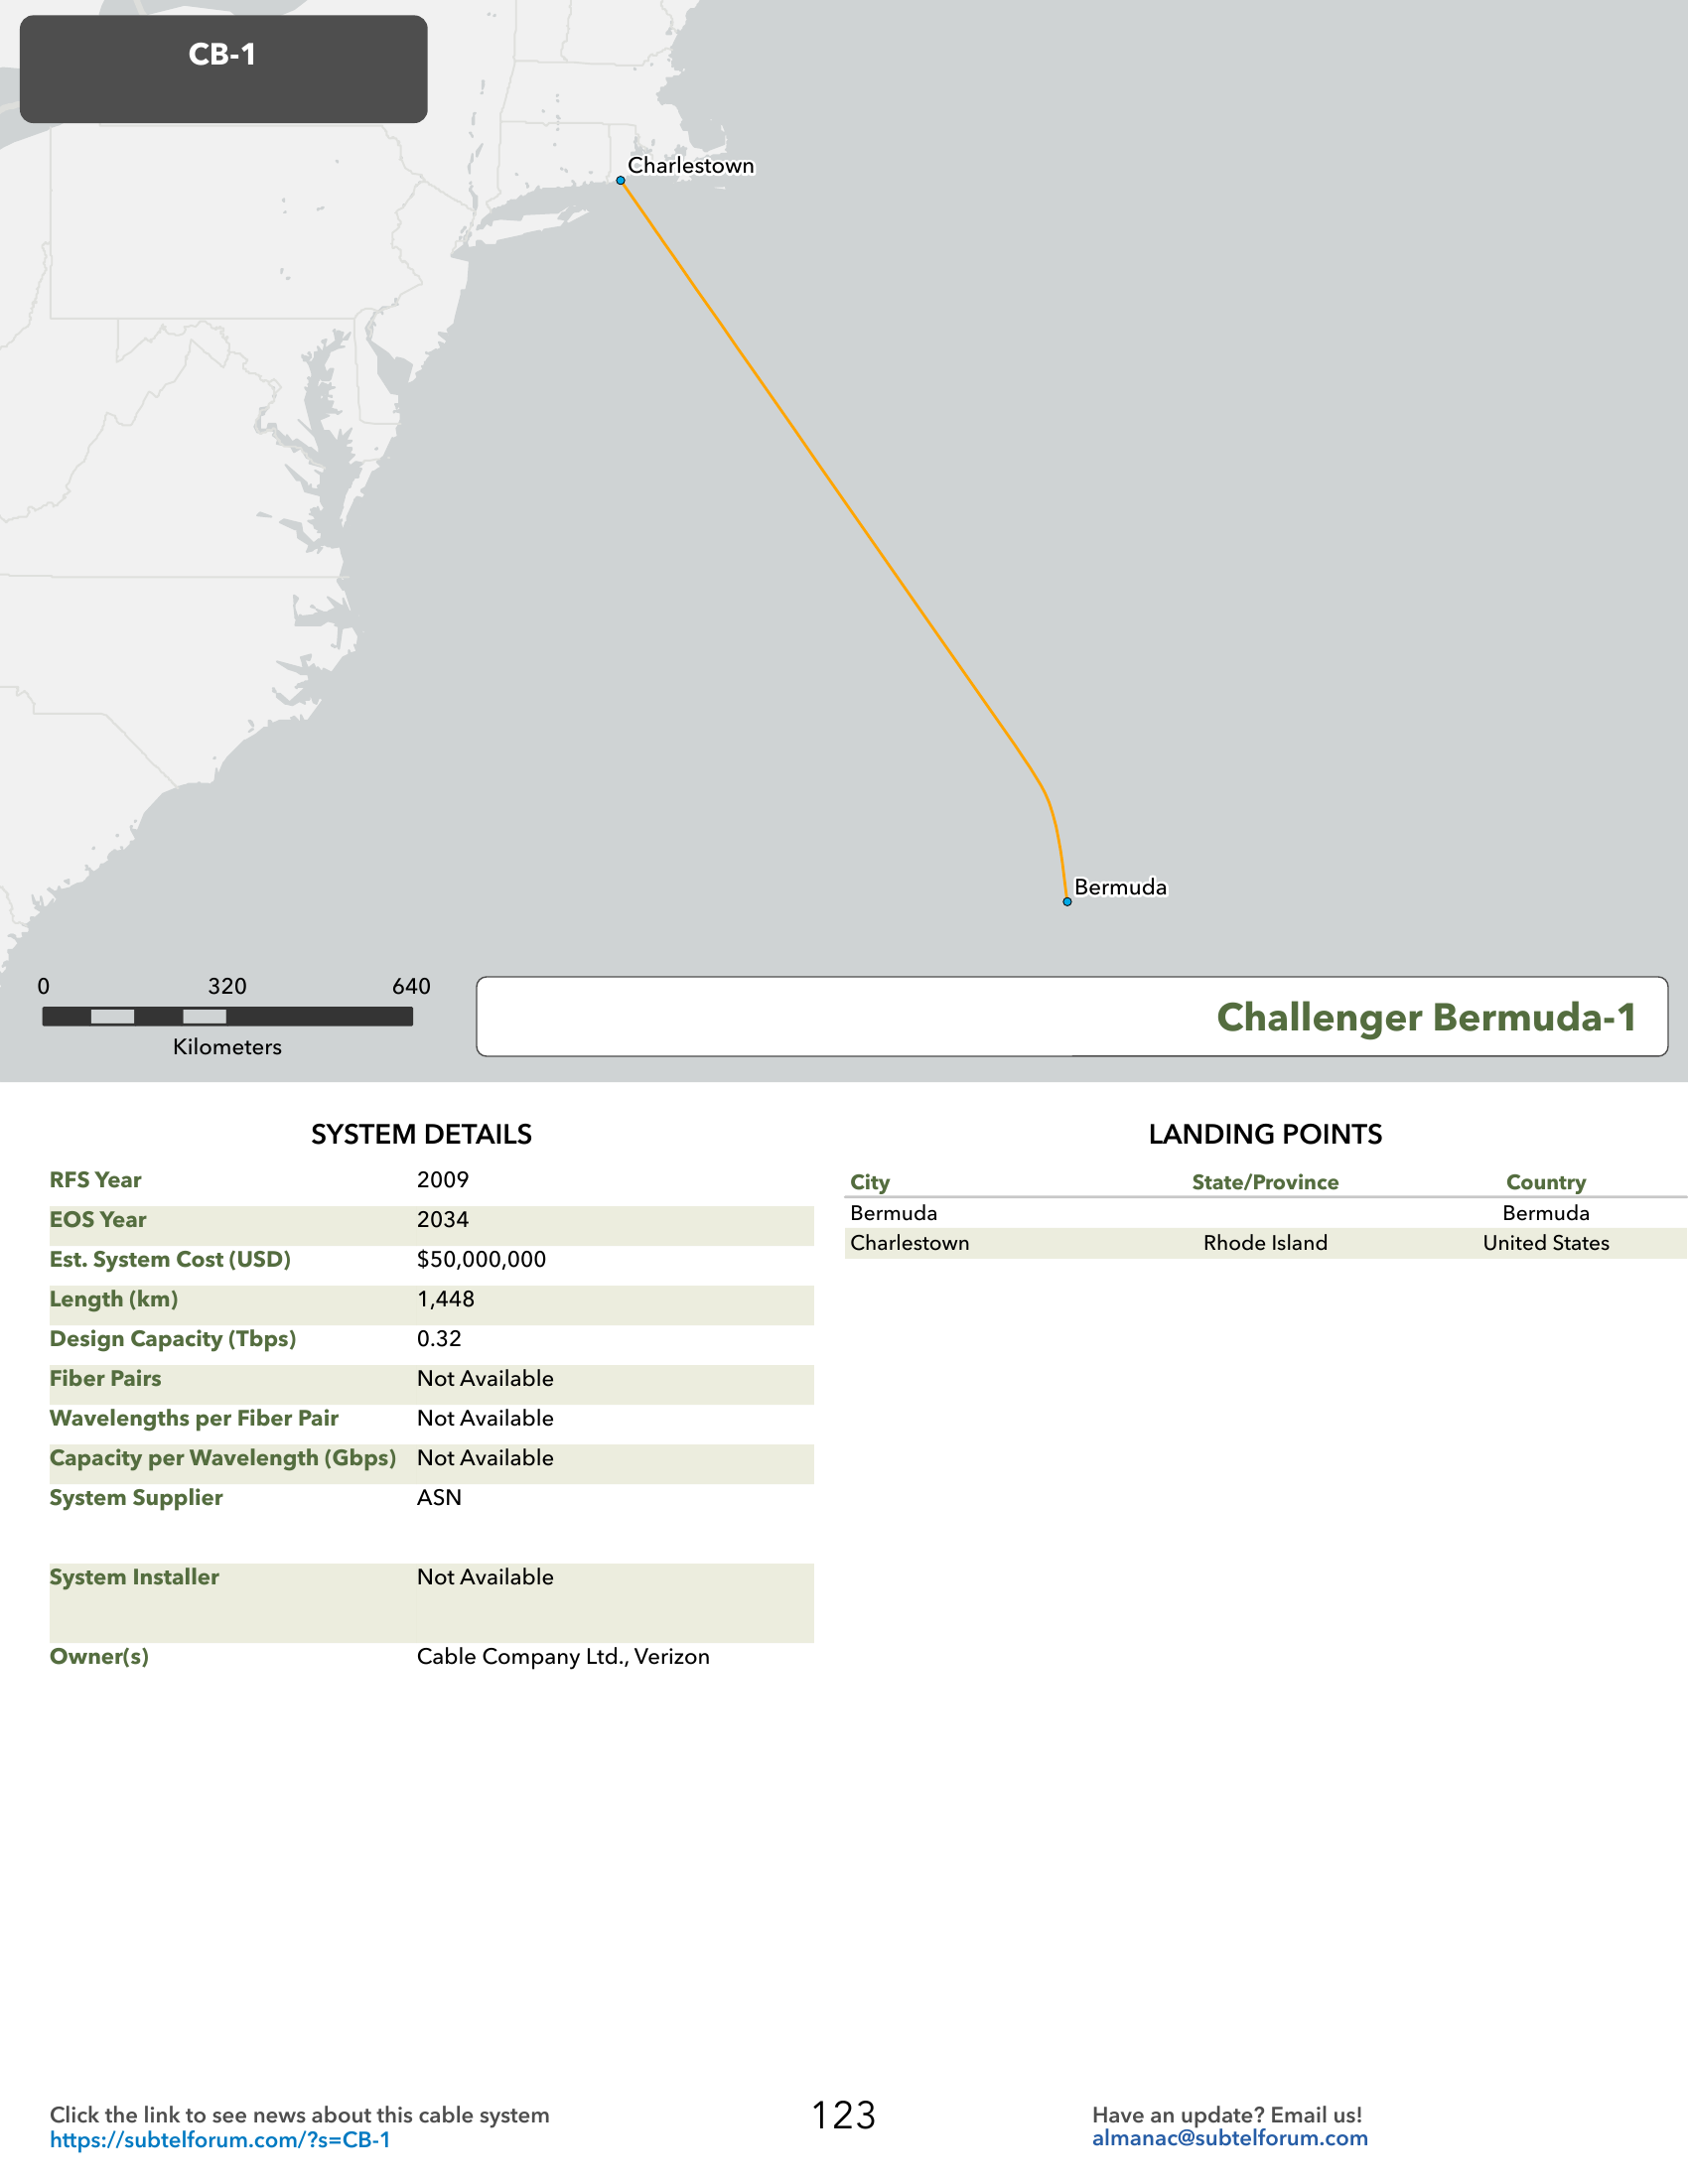 CB-1
Charlestown
Bermuda
0 320 640
Kilometers
Challenger Bermuda-1
SYSTEM DETAILS
RFS Year 2009
EOS Year 2034
Est. System Cost (USD) $50,000,000
Length (km) 1,448
Design Capacity (Tbps) 0.32
Fiber Pairs Not Available
Wavelengths per Fiber Pair Not Available
Capacity per Wavelength (Gbps) Not Available
System Supplier ASN
System Installer Not Available
Owner(s) Cable Company Ltd., Verizon
LANDING POINTS
City State/Province Country
Bermuda Bermuda
Charlestown Rhode Island United States
Click the link to see news about this cable system
https://subtelforum.com/?s=CB-1
123
Have an update? Email us!
almanac@subtelforum.com